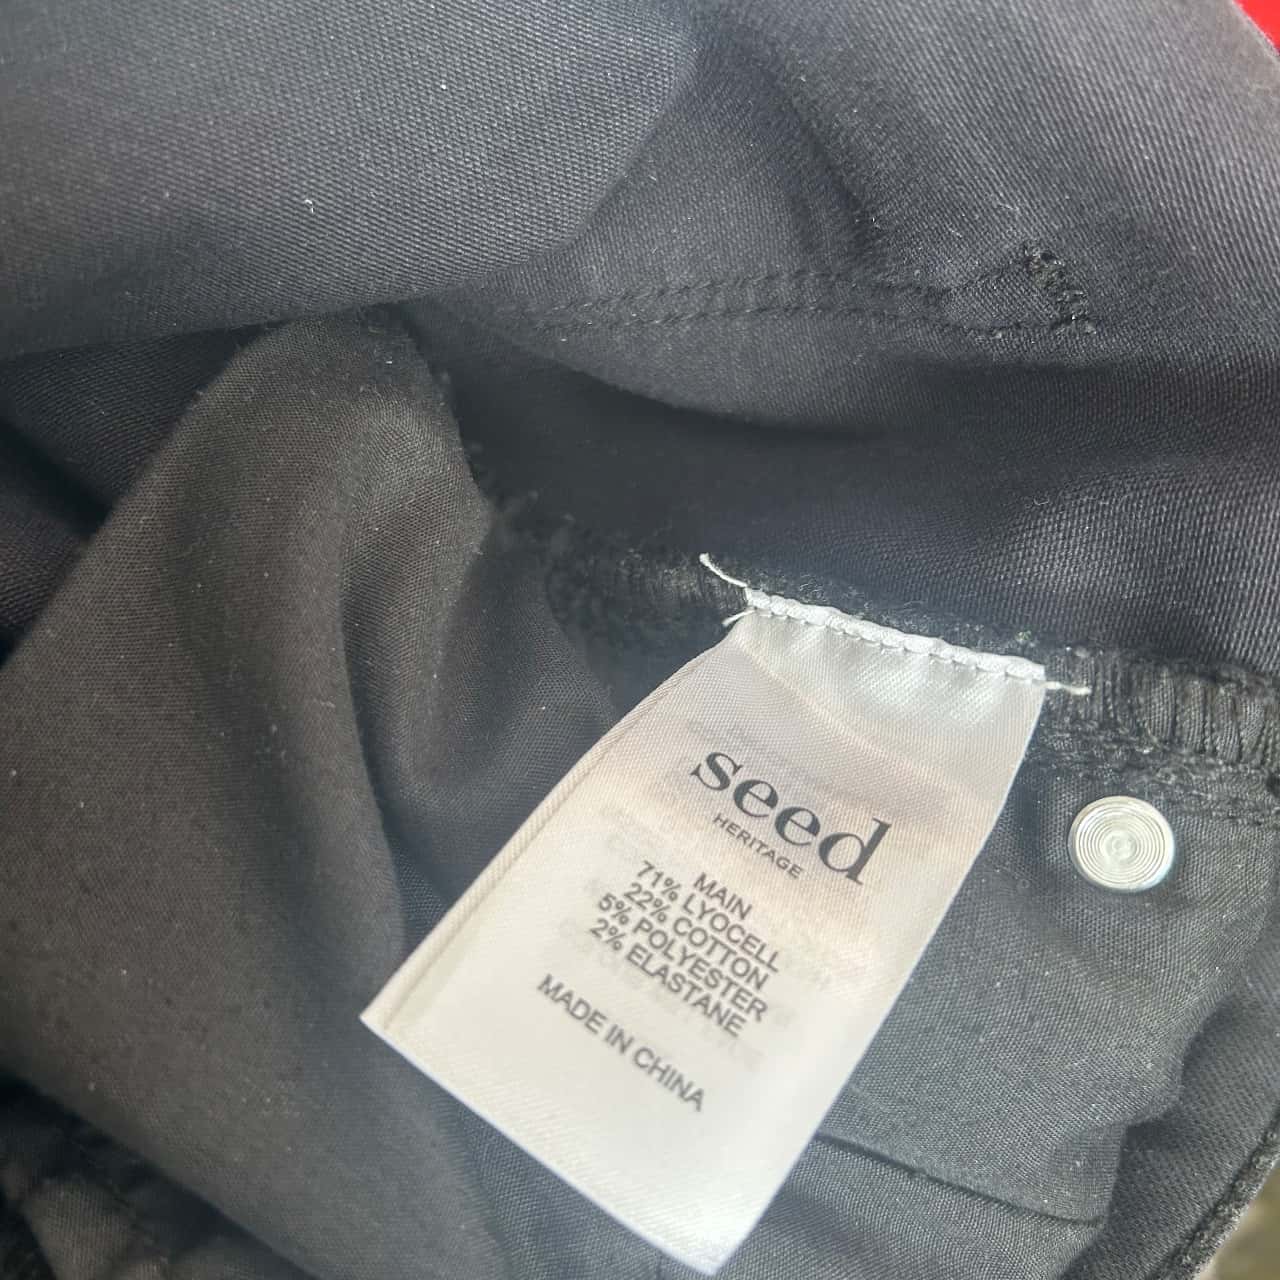 seed
HERITAGE
MAIN
71% LYOCELL
22% COTTON
5% POLYESTER
2% ELASTANE
MADE IN CHINA